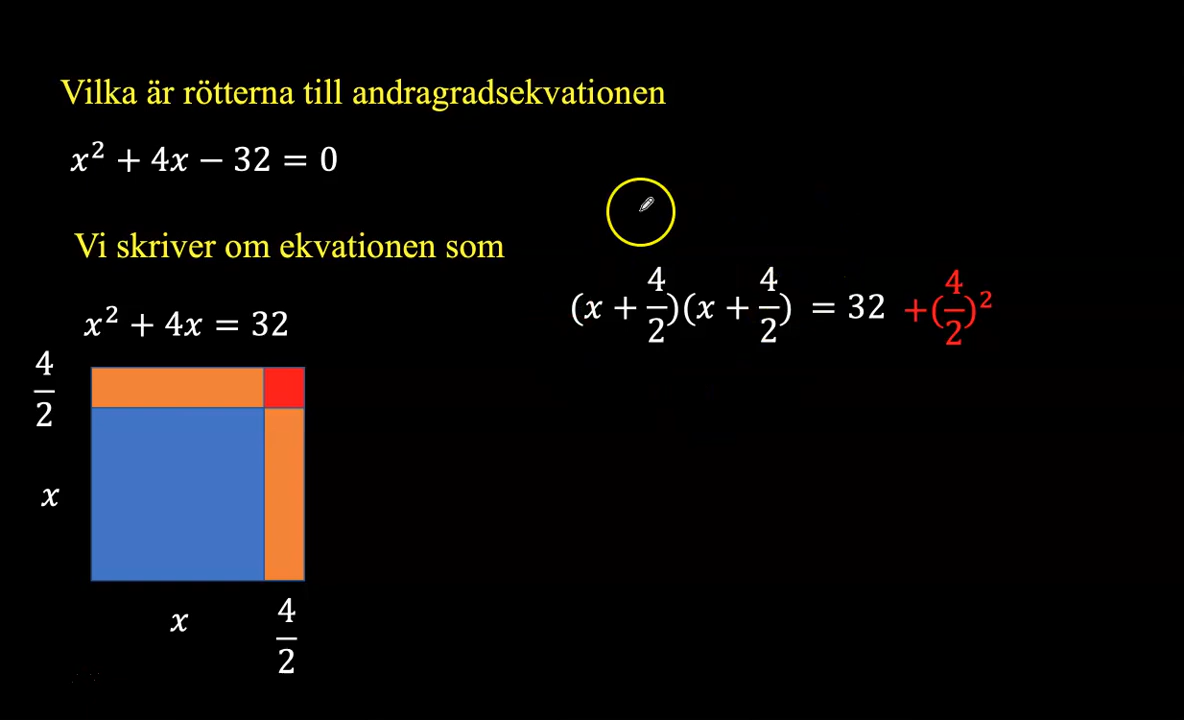 Vilka är rötterna till andragradsekvationen
x² + 4x − 32 = 0
Vi skriver om ekvationen som
x² + 4x = 32
(x + 4/2)(x + 4/2) = 32 +(4/2)²
4/2
x
x
4/2